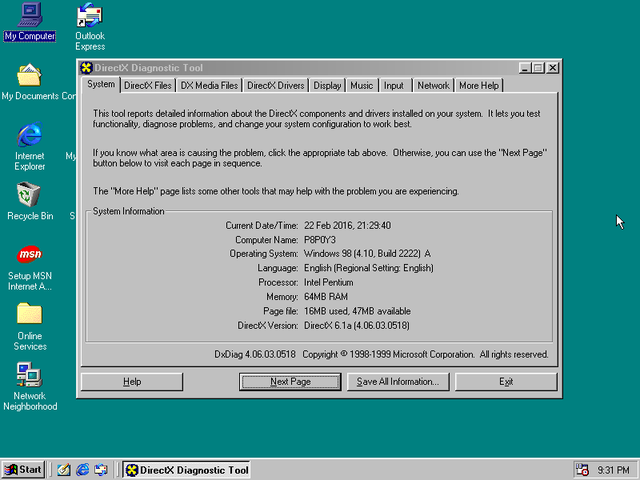 My Computer
Outlook
Express
My Documents
Con
Internet
Explorer
My
Recycle Bin
S
msn
Setup MSN
Internet A...
Online
Services
Network
Neighborhood
DirectX Diagnostic Tool
System
DirectX Files
DX Media Files
DirectX Drivers
Display
Music
Input
Network
More Help
This tool reports detailed information about the DirectX components and drivers installed on your system. It lets you test
functionality, diagnose problems, and change your system configuration to work best.
If you know what area is causing the problem, click the appropriate tab above. Otherwise, you can use the "Next Page"
button below to visit each page in sequence.
The "More Help" page lists some other tools that may help with the problem you are experiencing.
System Information
Current Date/Time: 22 Feb 2016, 21:29:40
Computer Name: P8P0Y3
Operating System: Windows 98 (4.10, Build 2222) A
Language: English (Regional Setting: English)
Processor: Intel Pentium
Memory: 64MB RAM
Page file: 16MB used, 47MB available
DirectX Version: DirectX 6.1a (4.06.03.0518)
DxDiag 4.06.03.0518 Copyright © 1998-1999 Microsoft Corporation. All rights reserved.
Help
Next Page
Save All Information...
Exit
Start
DirectX Diagnostic Tool
9:31 PM